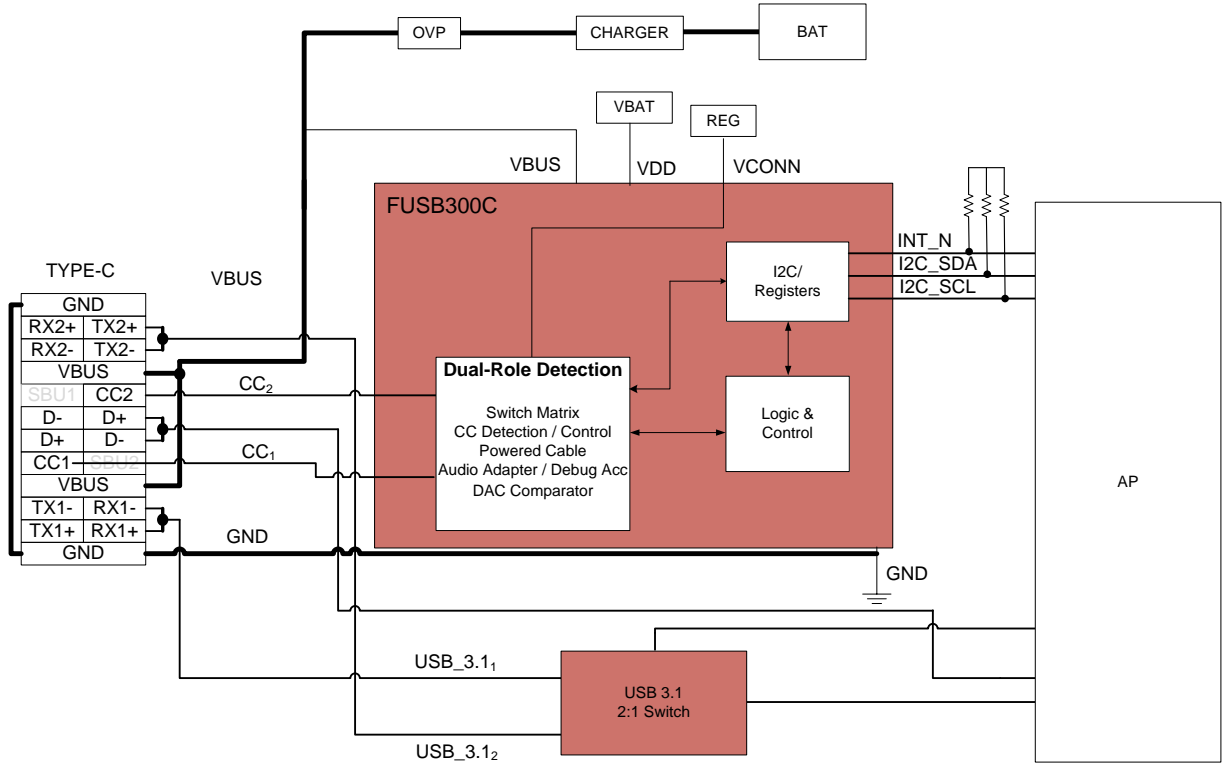 OVP
CHARGER
BAT
VBAT
REG
VBUS
VDD
VCONN
FUSB300C
INT_N
I2C_SDA
I2C_SCL
I2C/
Registers
TYPE-C
VBUS
GND
RX2+ TX2+
RX2- TX2-
VBUS
SBU1 CC2
D- D+
D+ D-
CC1 SBU2
VBUS
TX1- RX1-
TX1+ RX1+
GND
CC₂
CC₁
GND
Dual-Role Detection
Switch Matrix
CC Detection / Control
Powered Cable
Audio Adapter / Debug Acc
DAC Comparator
Logic &
Control
AP
GND
USB_3.1₁
USB_3.1₂
USB 3.1
2:1 Switch